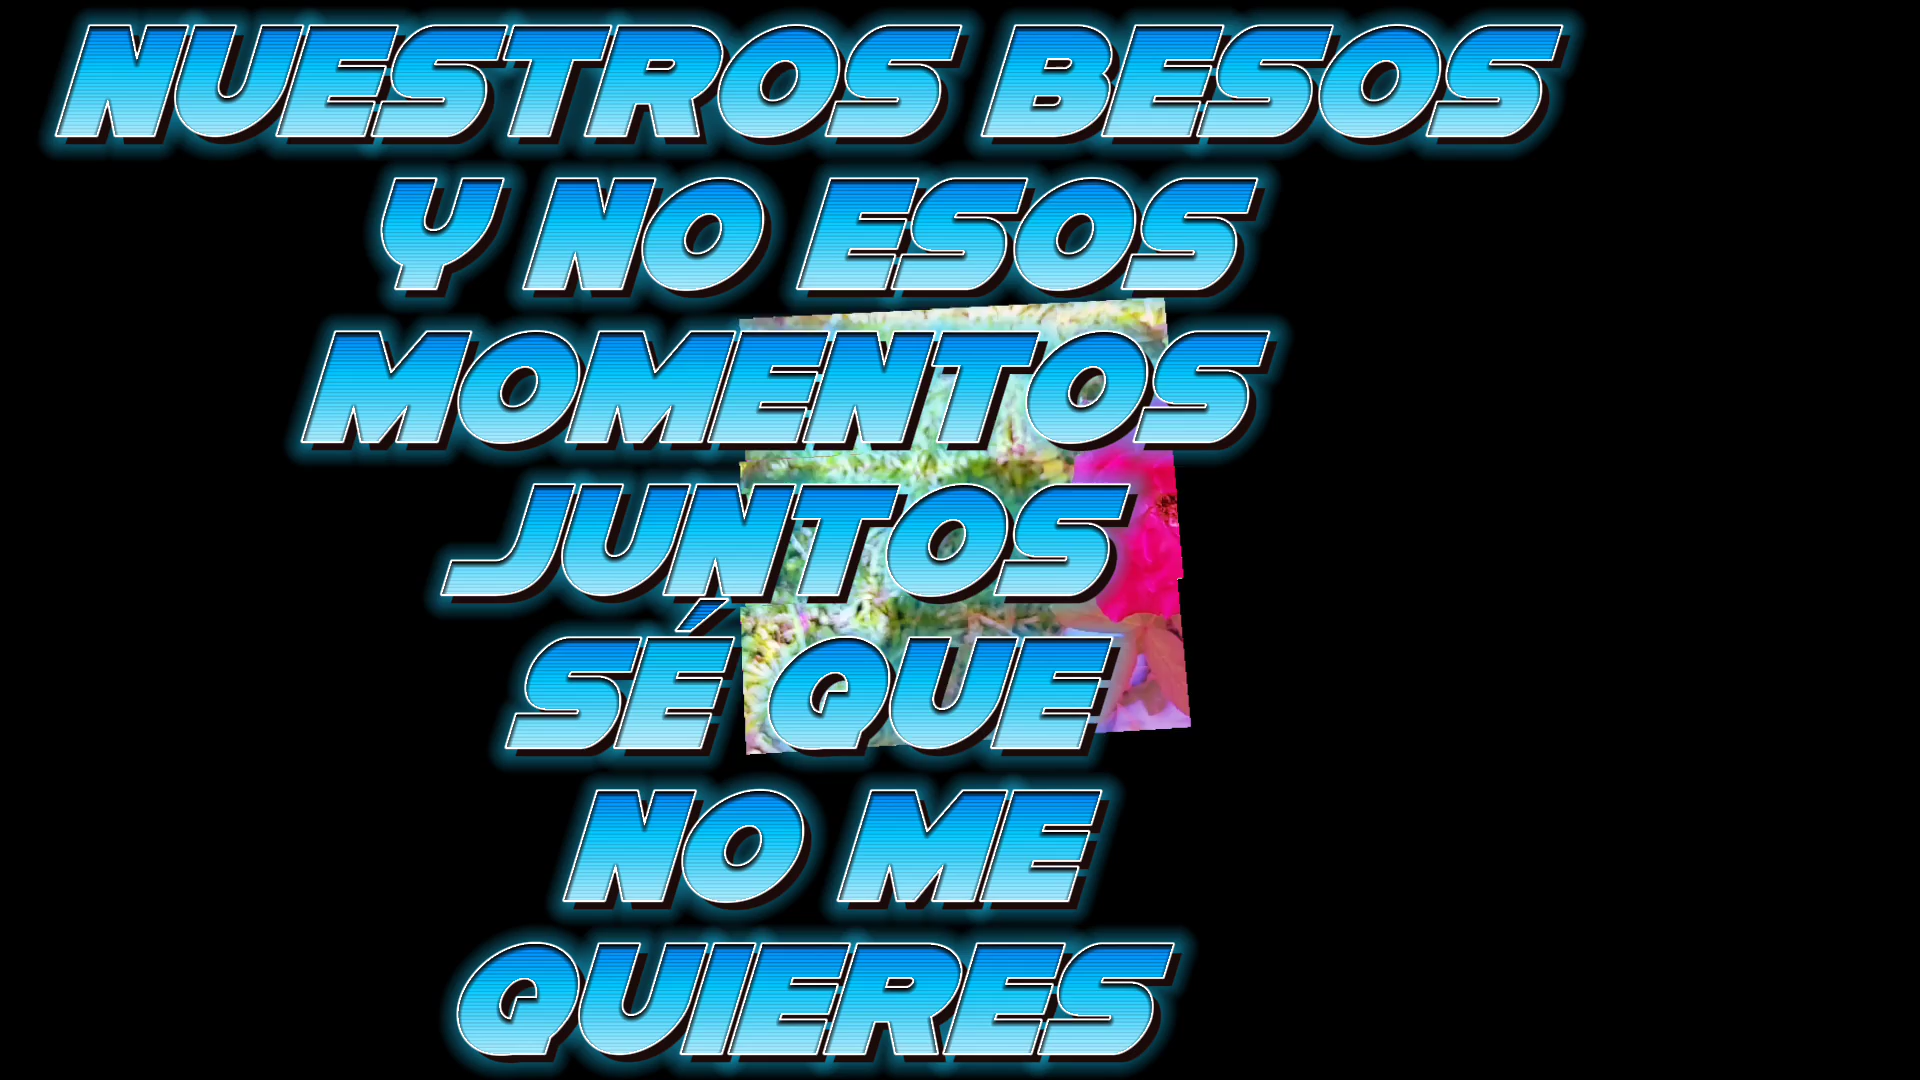 NUESTROS BESOS
Y NO ESOS
MOMENTOS
JUNTOS
SÉ QUE
NO ME
QUIERES